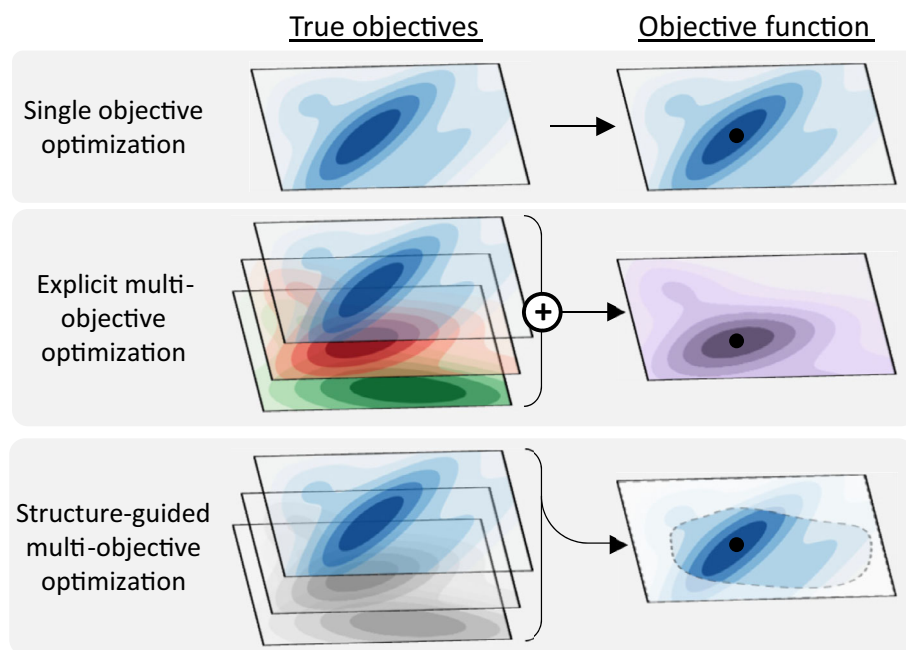 True objectives
Objective function
Single objective
optimization
Explicit multi-
objective
optimization
+
Structure-guided
multi-objective
optimization